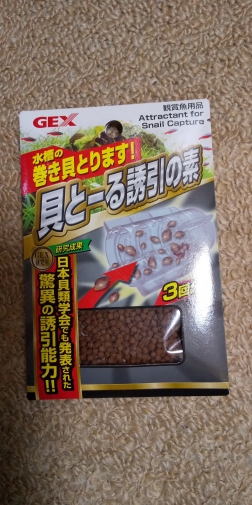 GEX
観賞魚用品
Attractant for
Snail Capture
水槽の
巻き貝とります!
貝とーる誘引の素
研究成果
日本貝類学会でも発表された
驚異の誘引能力!!
3回